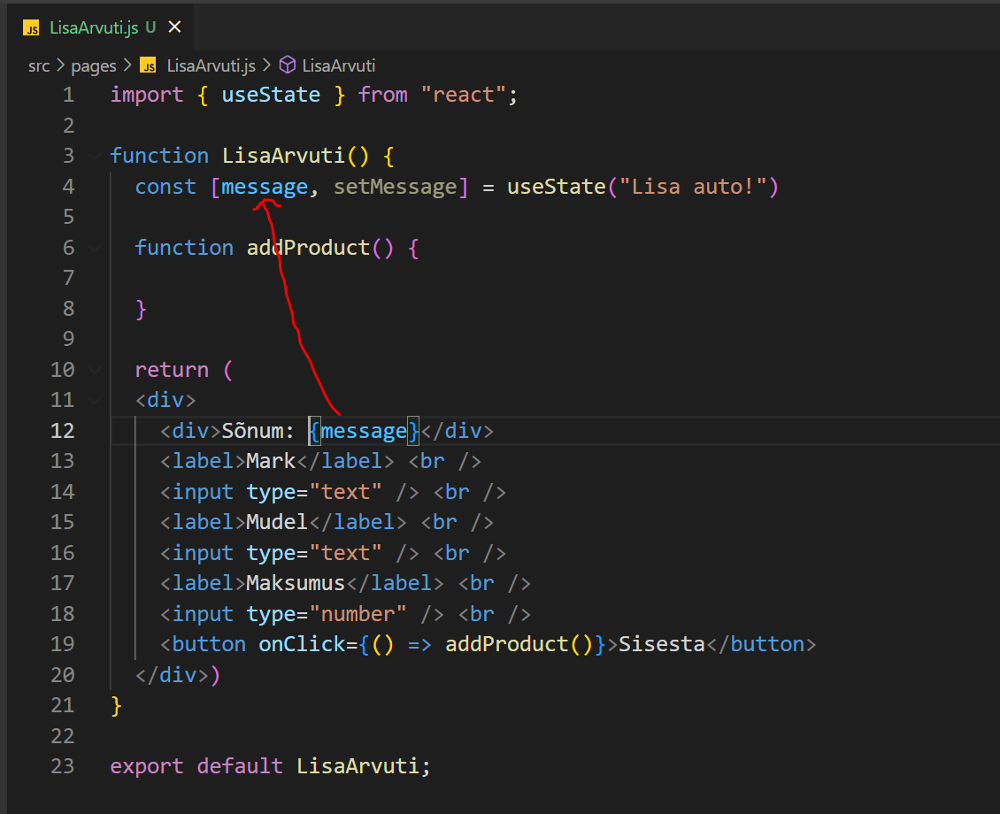 JS LisaArvuti.js U ×
src > pages > JS LisaArvuti.js > LisaArvuti
1 import { useState } from "react";
2
3 function LisaArvuti() {
4 const [message, setMessage] = useState("Lisa auto!")
5
6 function addProduct() {
7
8 }
9
10 return (
11 <div>
12 <div>Sõnum: {message}</div>
13 <label>Mark</label> <br />
14 <input type="text" /> <br />
15 <label>Mudel</label> <br />
16 <input type="text" /> <br />
17 <label>Maksumus</label> <br />
18 <input type="number" /> <br />
19 <button onClick={() => addProduct()}>Sisesta</button>
20 </div>)
21 }
22
23 export default LisaArvuti;